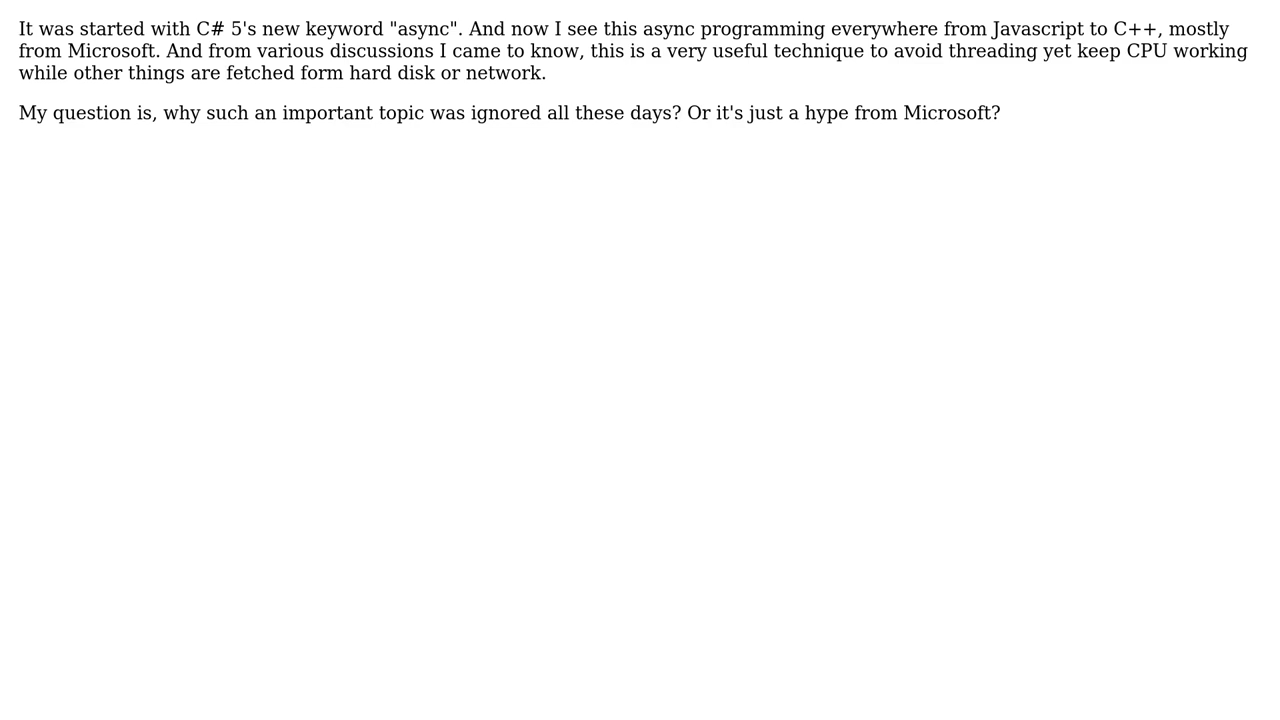 It was started with C# 5's new keyword "async". And now I see this async programming everywhere from Javascript to C++, mostly
from Microsoft. And from various discussions I came to know, this is a very useful technique to avoid threading yet keep CPU working
while other things are fetched form hard disk or network.
My question is, why such an important topic was ignored all these days? Or it's just a hype from Microsoft?